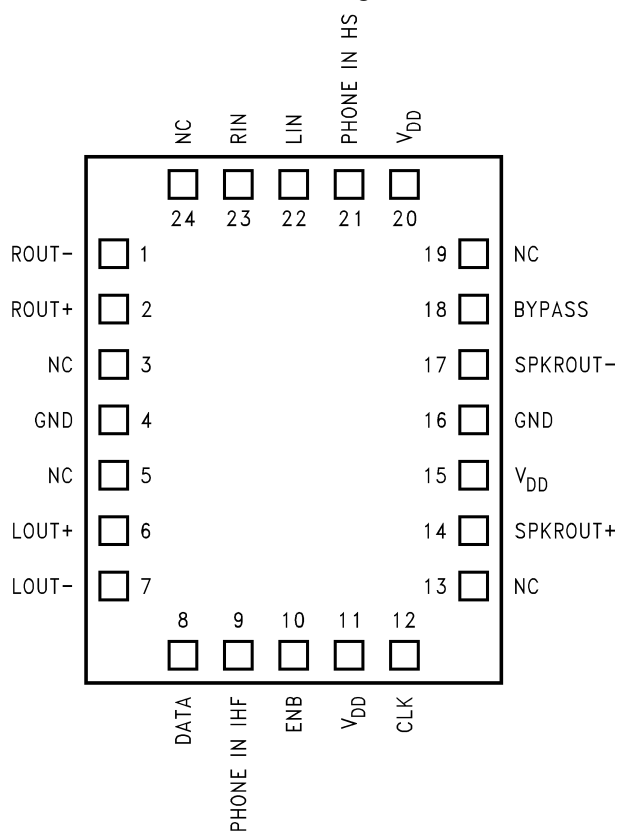 PHONE IN HS
NC
RIN
LIN
VDD
24 23 22 21 20
ROUT- 1
19 NC
ROUT+ 2
18 BYPASS
NC 3
17 SPKROUT-
GND 4
16 GND
NC 5
15 VDD
LOUT+ 6
14 SPKROUT+
LOUT- 7
13 NC
8 9 10 11 12
DATA
PHONE IN IHF
ENB
VDD
CLK